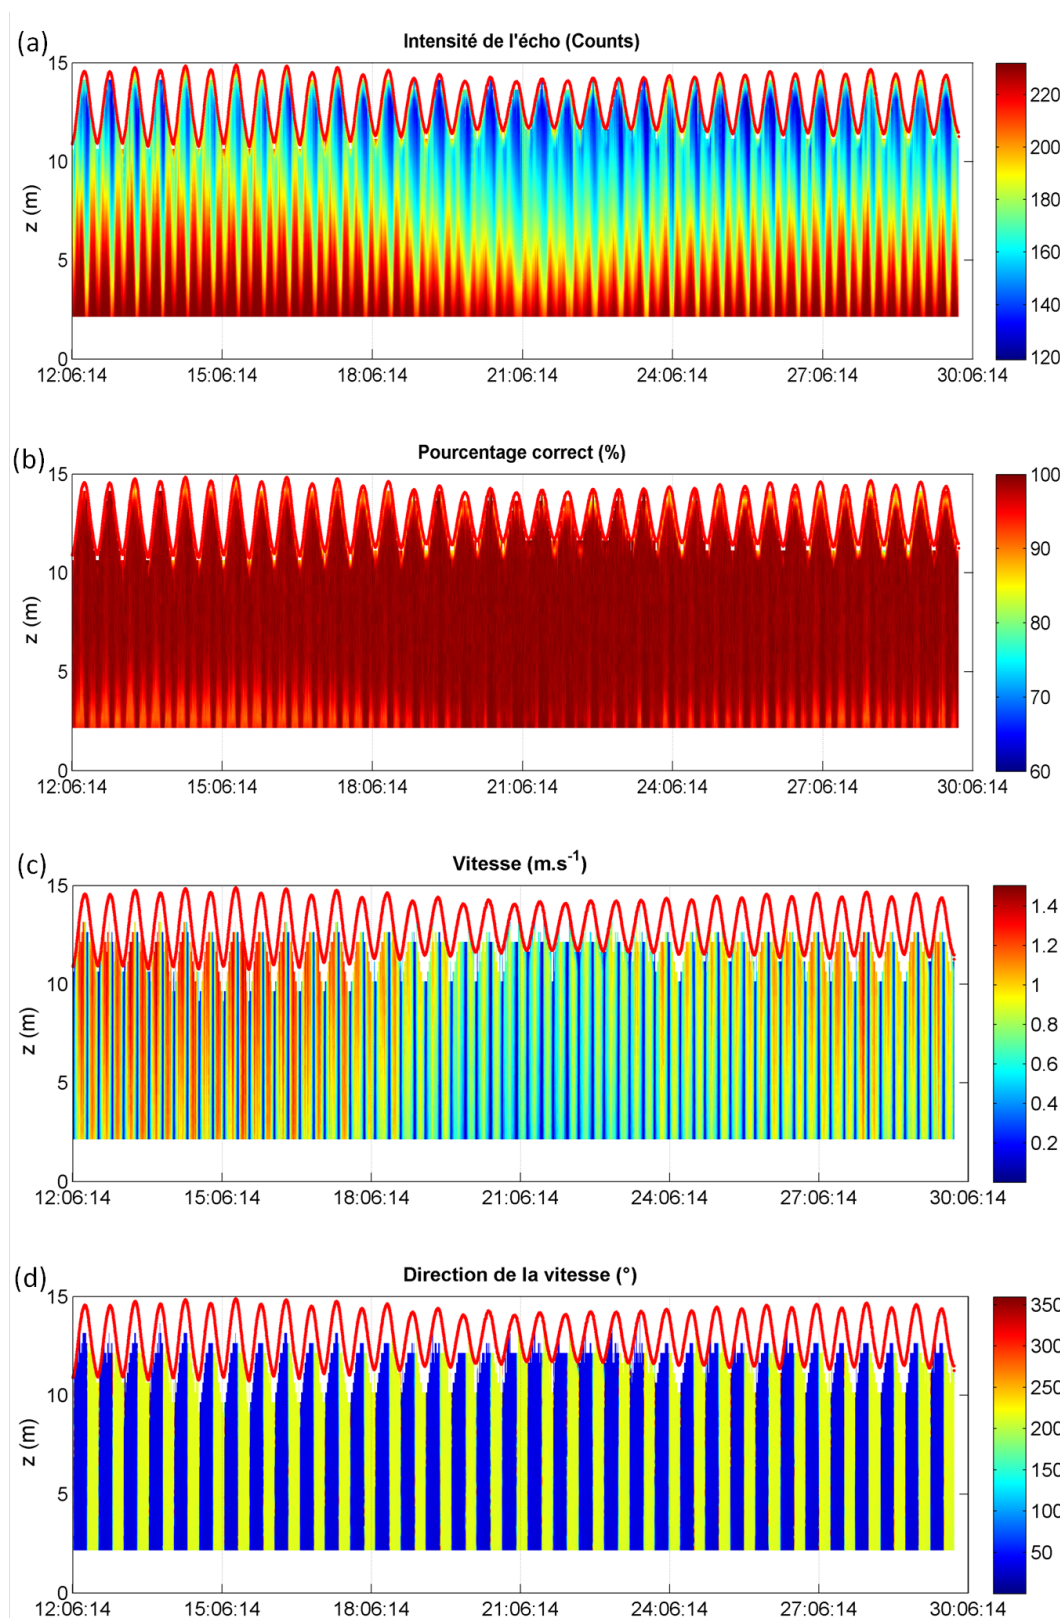 (a)
Intensité de l'écho (Counts)
15
10
5
0
z (m)
12:06:14 15:06:14 18:06:14 21:06:14 24:06:14 27:06:14 30:06:14
220
200
180
160
140
120
(b)
Pourcentage correct (%)
15
10
5
0
z (m)
12:06:14 15:06:14 18:06:14 21:06:14 24:06:14 27:06:14 30:06:14
100
90
80
70
60
(c)
Vitesse (m.s⁻¹)
15
10
5
0
z (m)
12:06:14 15:06:14 18:06:14 21:06:14 24:06:14 27:06:14 30:06:14
1.4
1.2
1
0.8
0.6
0.4
0.2
(d)
Direction de la vitesse (°)
15
10
5
0
z (m)
12:06:14 15:06:14 18:06:14 21:06:14 24:06:14 27:06:14 30:06:14
350
300
250
200
150
100
50